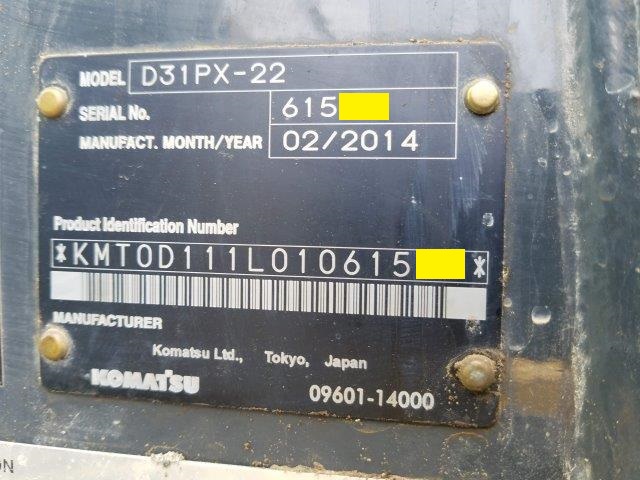 MODEL D31PX-22
SERIAL No. 615
MANUFACT. MONTH/YEAR 02/2014
Product Identification Number
*KMT0D111L010615 *
MANUFACTURER
Komatsu Ltd., Tokyo, Japan
KOMATSU 09601-14000
ON